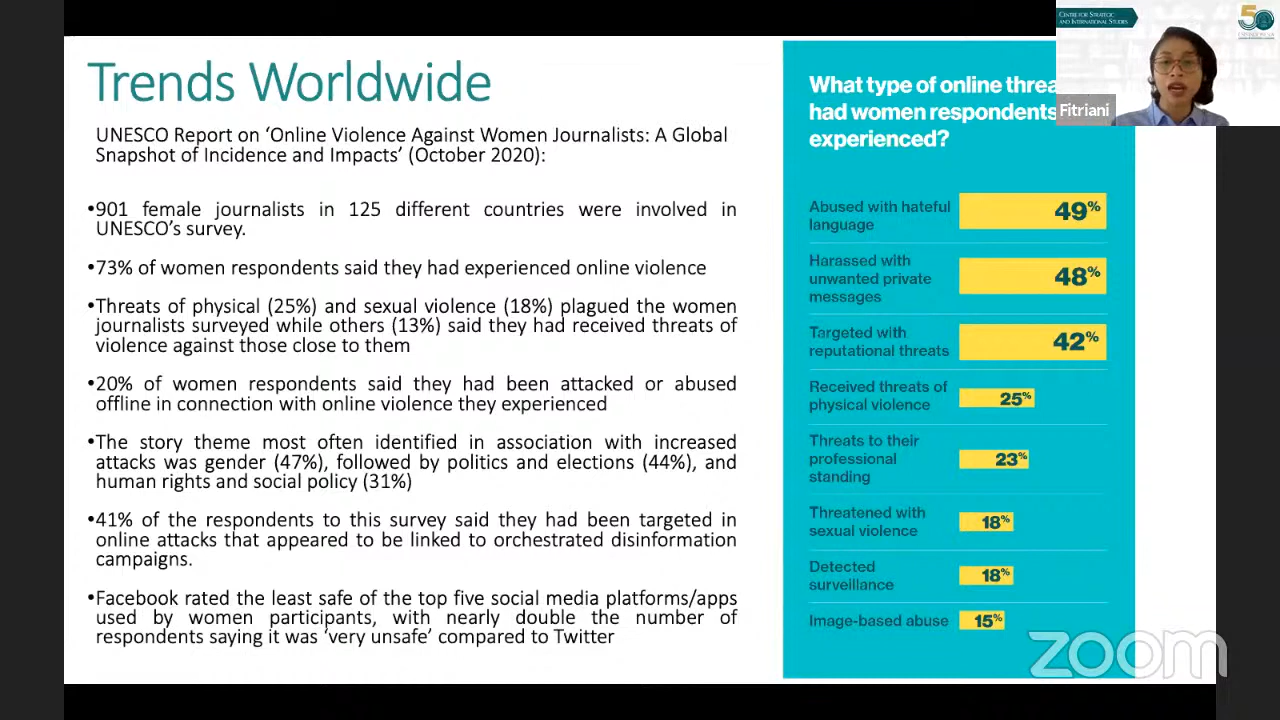 Trends Worldwide
UNESCO Report on ‘Online Violence Against Women Journalists: A Global
Snapshot of Incidence and Impacts’ (October 2020):
•901 female journalists in 125 different countries were involved in
UNESCO’s survey.
•73% of women respondents said they had experienced online violence
•Threats of physical (25%) and sexual violence (18%) plagued the women
journalists surveyed while others (13%) said they had received threats of
violence against those close to them
•20% of women respondents said they had been attacked or abused
offline in connection with online violence they experienced
•The story theme most often identified in association with increased
attacks was gender (47%), followed by politics and elections (44%), and
human rights and social policy (31%)
•41% of the respondents to this survey said they had been targeted in
online attacks that appeared to be linked to orchestrated disinformation
campaigns.
•Facebook rated the least safe of the top five social media platforms/apps
used by women participants, with nearly double the number of
respondents saying it was ‘very unsafe’ compared to Twitter
What type of online
had women respondents
experienced?
Abused with hateful
language
49%
Harassed with
unwanted private
messages
48%
Targeted with
reputational threats
42%
Received threats of
physical violence
25%
Threats to their
professional
standing
23%
Threatened with
sexual violence
18%
Detected
surveillance
18%
Image-based abuse
15%
CENTRE FOR STRATEGIC
AND INTERNATIONAL STUDIES
50
Fitriani
zoom